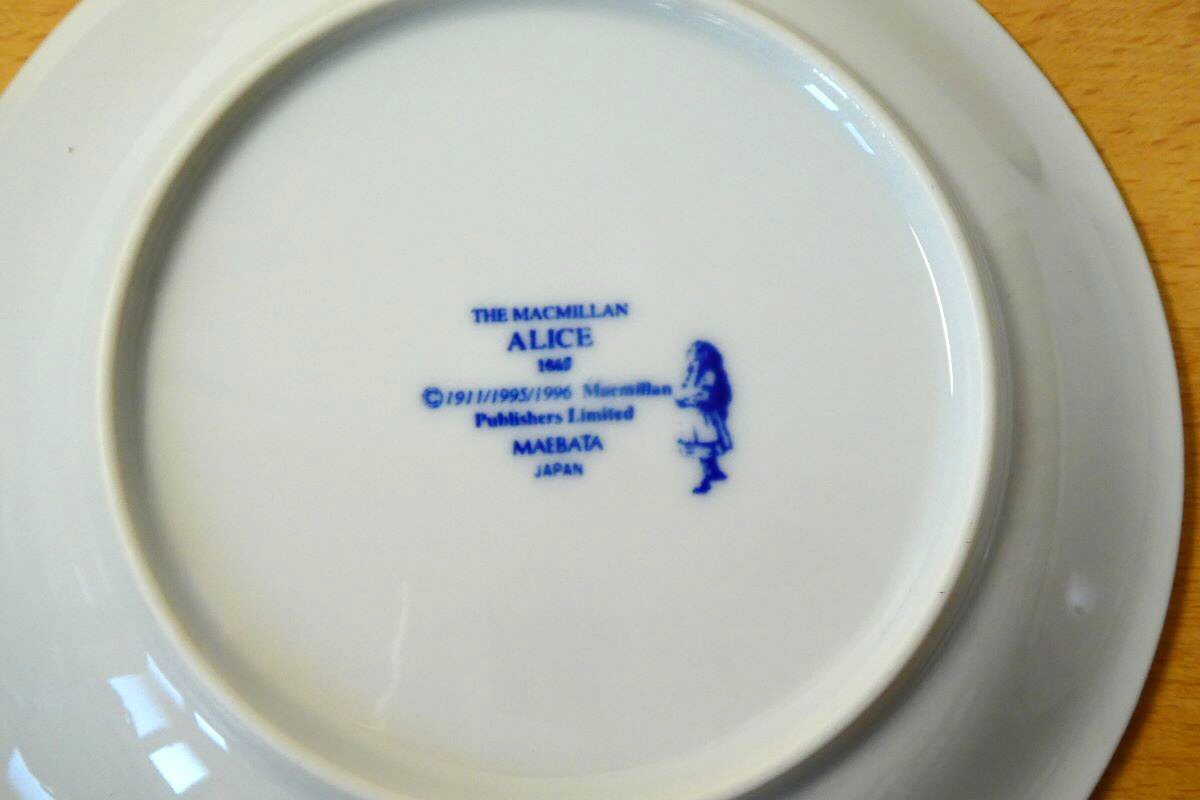 THE MACMILLAN
ALICE
1865
©1911/1995/1996 Macmillan
Publishers Limited
MAEBATA
JAPAN